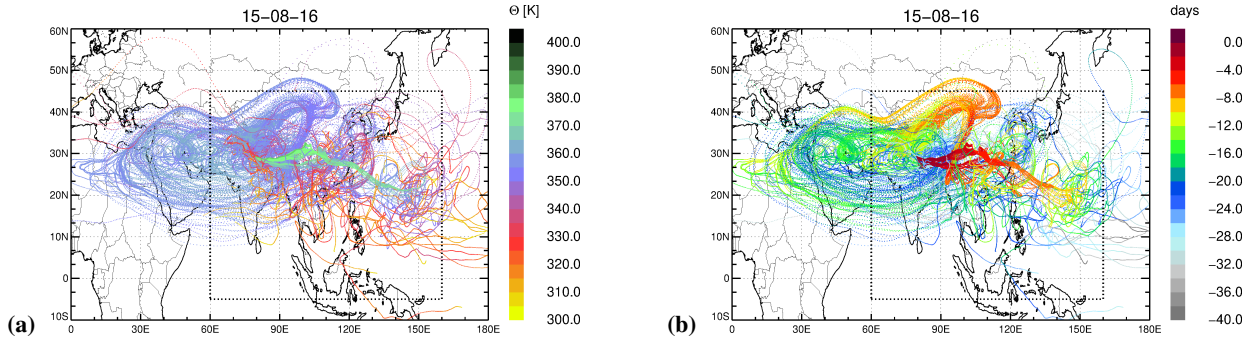 15-08-16
Θ [K]
60N
50N
40N
30N
20N
10N
0
10S
0
30E
60E
90E
120E
150E
180E
400.0
390.0
380.0
370.0
360.0
350.0
340.0
330.0
320.0
310.0
300.0
(a)
15-08-16
days
60N
50N
40N
30N
20N
10N
0
10S
0
30E
60E
90E
120E
150E
180E
0.0
-4.0
-8.0
-12.0
-16.0
-20.0
-24.0
-28.0
-32.0
-36.0
-40.0
(b)